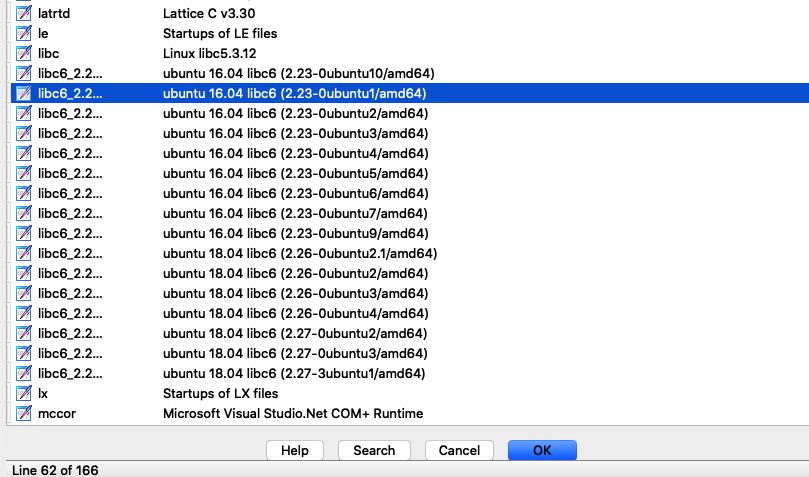 latrtd Lattice C v3.30
le Startups of LE files
libc Linux libc5.3.12
libc6_2.2... ubuntu 16.04 libc6 (2.23-0ubuntu10/amd64)
libc6_2.2... ubuntu 16.04 libc6 (2.23-0ubuntu1/amd64)
libc6_2.2... ubuntu 16.04 libc6 (2.23-0ubuntu2/amd64)
libc6_2.2... ubuntu 16.04 libc6 (2.23-0ubuntu3/amd64)
libc6_2.2... ubuntu 16.04 libc6 (2.23-0ubuntu4/amd64)
libc6_2.2... ubuntu 16.04 libc6 (2.23-0ubuntu5/amd64)
libc6_2.2... ubuntu 16.04 libc6 (2.23-0ubuntu6/amd64)
libc6_2.2... ubuntu 16.04 libc6 (2.23-0ubuntu7/amd64)
libc6_2.2... ubuntu 16.04 libc6 (2.23-0ubuntu9/amd64)
libc6_2.2... ubuntu 18.04 libc6 (2.26-0ubuntu2.1/amd64)
libc6_2.2... ubuntu 18.04 libc6 (2.26-0ubuntu2/amd64)
libc6_2.2... ubuntu 18.04 libc6 (2.26-0ubuntu3/amd64)
libc6_2.2... ubuntu 18.04 libc6 (2.26-0ubuntu4/amd64)
libc6_2.2... ubuntu 18.04 libc6 (2.27-0ubuntu2/amd64)
libc6_2.2... ubuntu 18.04 libc6 (2.27-0ubuntu3/amd64)
libc6_2.2... ubuntu 18.04 libc6 (2.27-3ubuntu1/amd64)
lx Startups of LX files
mccor Microsoft Visual Studio.Net COM+ Runtime
Help Search Cancel OK
Line 62 of 166